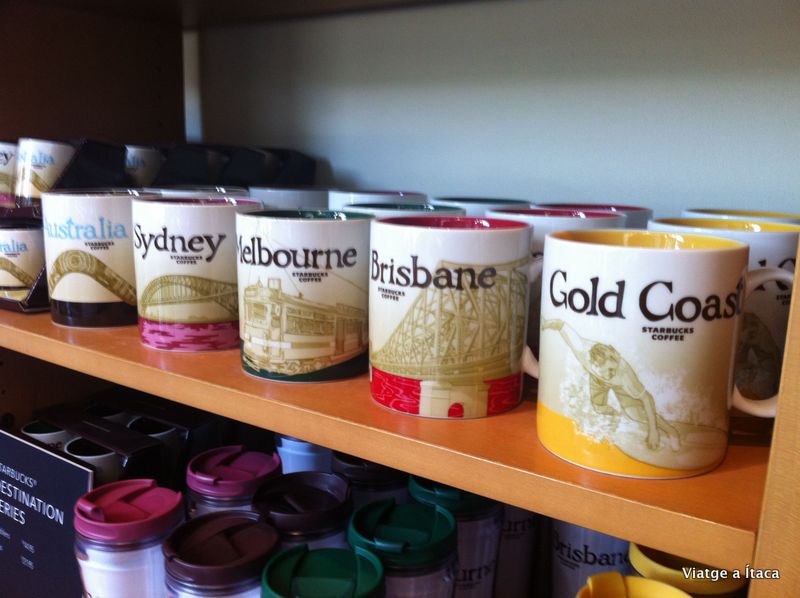 Australia
STARBUCKS
COFFEE
Sydney
STARBUCKS
COFFEE
Melbourne
STARBUCKS
COFFEE
Brisbane
STARBUCKS
COFFEE
Gold Coast
STARBUCKS
COFFEE
Australia
Brisbane
STARBUCKS
DESTINATION
SERIES
Viatge a Ítaca